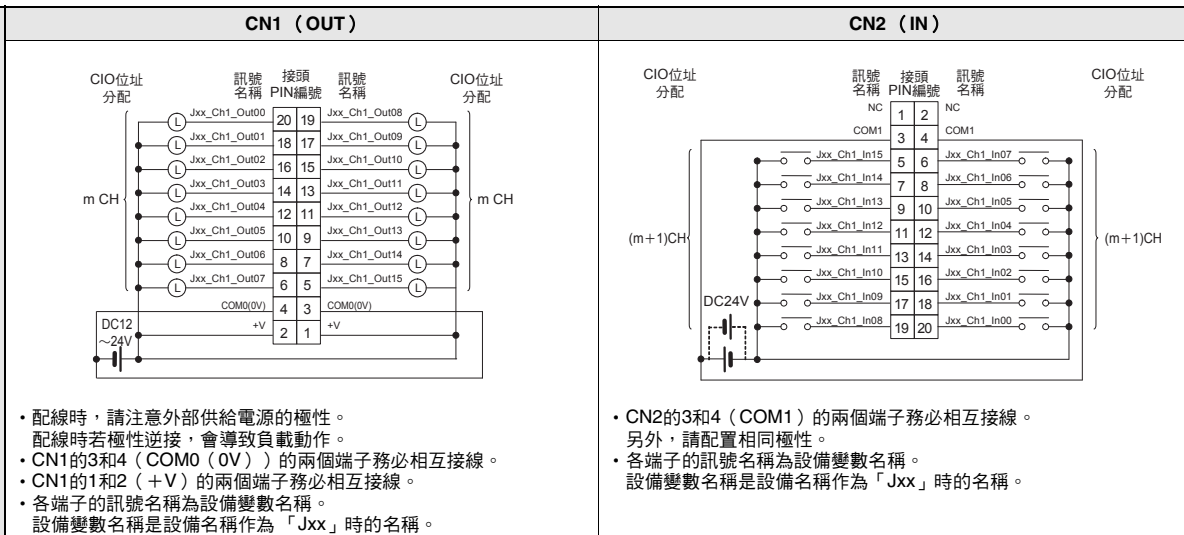 CN1（OUT）
CIO位址
分配
訊號
名稱
接頭
PIN編號
訊號
名稱
CIO位址
分配
Jxx_Ch1_Out00 20 19 Jxx_Ch1_Out08
L L
Jxx_Ch1_Out01 18 17 Jxx_Ch1_Out09
L L
Jxx_Ch1_Out02 16 15 Jxx_Ch1_Out10
L L
Jxx_Ch1_Out03 14 13 Jxx_Ch1_Out11
L L
m CH
m CH
Jxx_Ch1_Out04 12 11 Jxx_Ch1_Out12
L L
Jxx_Ch1_Out05 10 9 Jxx_Ch1_Out13
L L
Jxx_Ch1_Out06 8 7 Jxx_Ch1_Out14
L L
Jxx_Ch1_Out07 6 5 Jxx_Ch1_Out15
L L
COM0(0V) 4 3 COM0(0V)
+V 2 1 +V
DC12
～24V
・配線時，請注意外部供給電源的極性。
配線時若極性逆接，會導致負載動作。
・CN1的3和4（COM0（0V））的兩個端子務必相互接線。
・CN1的1和2（＋V）的兩個端子務必相互接線。
・各端子的訊號名稱為設備變數名稱。
設備變數名稱是設備名稱作為「Jxx」時的名稱。
CN2（IN）
CIO位址
分配
訊號
名稱
接頭
PIN編號
訊號
名稱
CIO位址
分配
NC 1 2 NC
COM1 3 4 COM1
Jxx_Ch1_In15 5 6 Jxx_Ch1_In07
Jxx_Ch1_In14 7 8 Jxx_Ch1_In06
Jxx_Ch1_In13 9 10 Jxx_Ch1_In05
Jxx_Ch1_In12 11 12 Jxx_Ch1_In04
(m＋1)CH
(m＋1)CH
Jxx_Ch1_In11 13 14 Jxx_Ch1_In03
Jxx_Ch1_In10 15 16 Jxx_Ch1_In02
Jxx_Ch1_In09 17 18 Jxx_Ch1_In01
Jxx_Ch1_In08 19 20 Jxx_Ch1_In00
DC24V
・CN2的3和4（COM1）的兩個端子務必相互接線。
另外，請配置相同極性。
・各端子的訊號名稱為設備變數名稱。
設備變數名稱是設備名稱作為「Jxx」時的名稱。